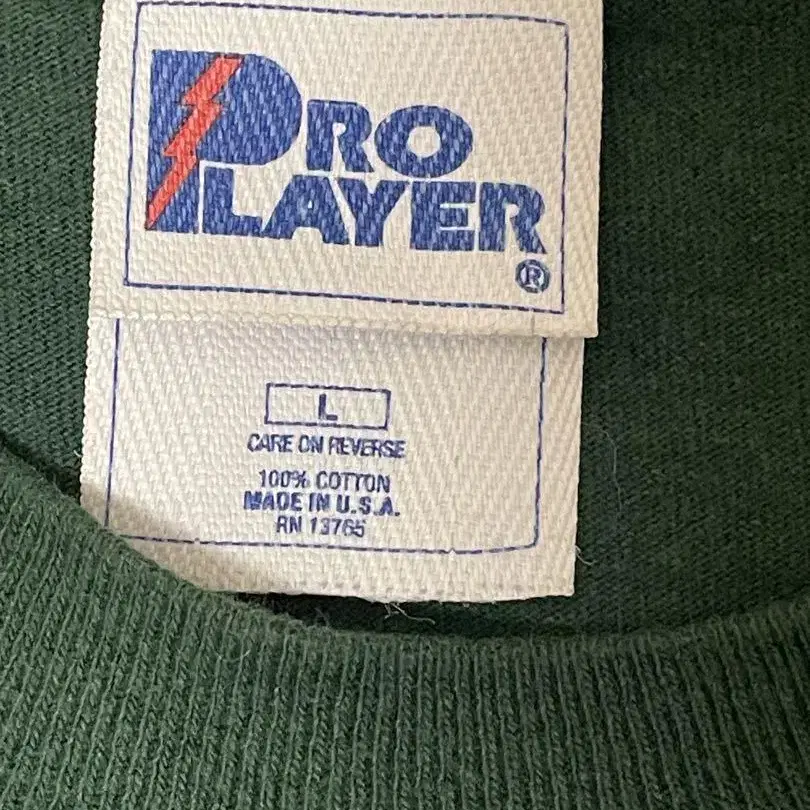 PRO
PLAYER
®
L
CARE ON REVERSE
100% COTTON
MADE IN U.S.A.
RN 13765